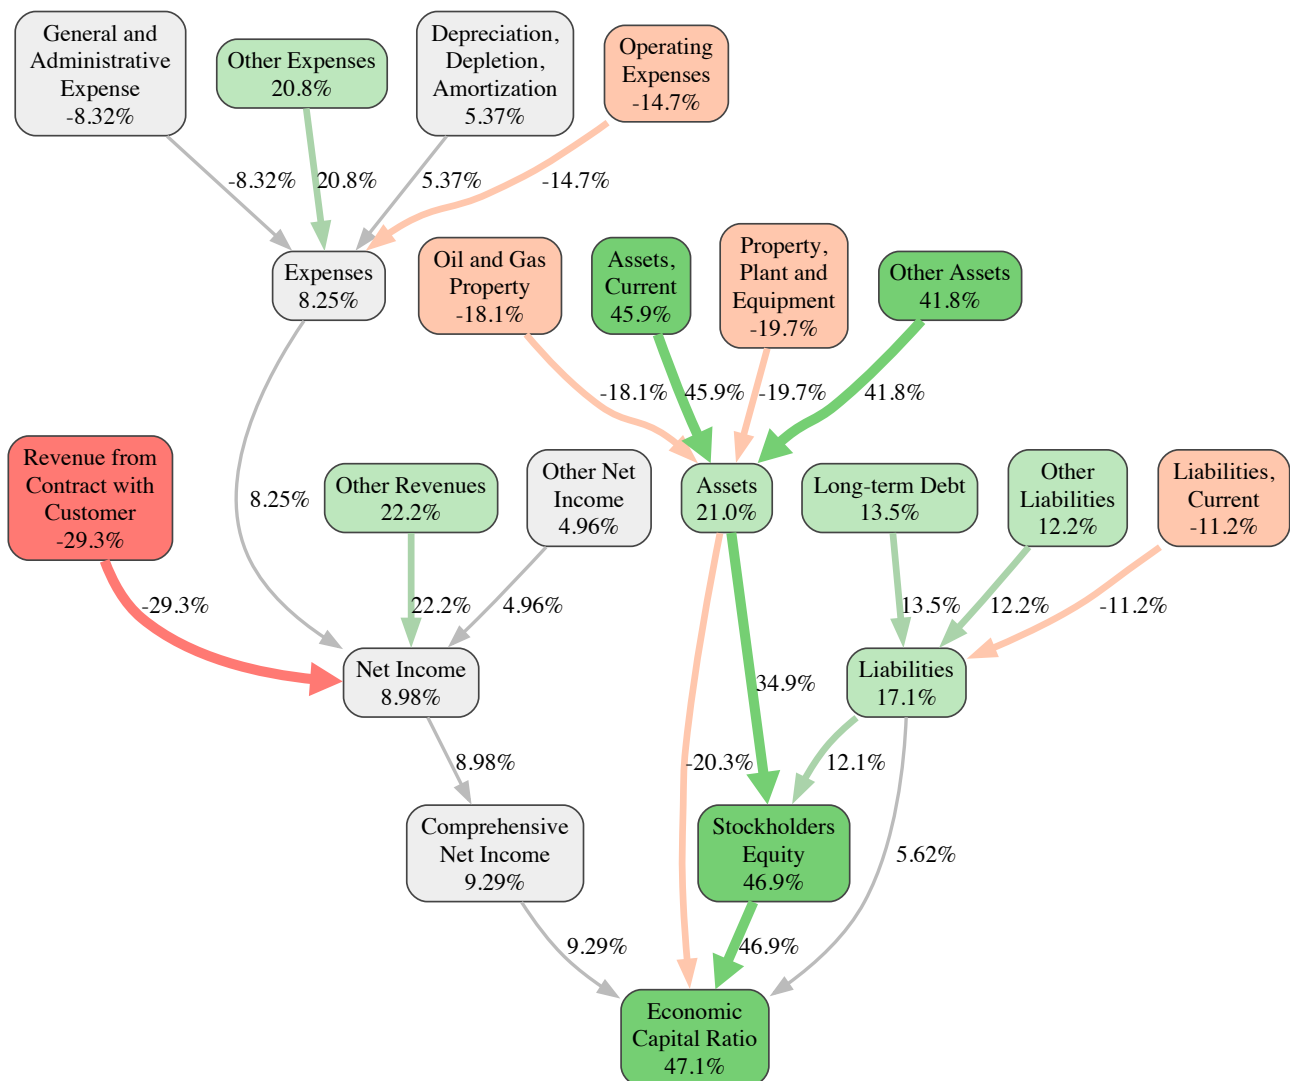 General and
Administrative
Expense
-8.32%
Other Expenses
20.8%
Depreciation,
Depletion,
Amortization
5.37%
Operating
Expenses
-14.7%
-8.32%
20.8%
5.37%
-14.7%
Expenses
8.25%
Oil and Gas
Property
-18.1%
Assets,
Current
45.9%
Property,
Plant and
Equipment
-19.7%
Other Assets
41.8%
-18.1%
45.9%
-19.7%
41.8%
Revenue from
Contract with
Customer
-29.3%
8.25%
Other Revenues
22.2%
Other Net
Income
4.96%
Assets
21.0%
Long-term Debt
13.5%
Other
Liabilities
12.2%
Liabilities,
Current
-11.2%
-29.3%
22.2%
4.96%
13.5%
12.2%
-11.2%
Net Income
8.98%
34.9%
Liabilities
17.1%
8.98%
-20.3%
12.1%
Comprehensive
Net Income
9.29%
Stockholders
Equity
46.9%
5.62%
9.29%
46.9%
Economic
Capital Ratio
47.1%